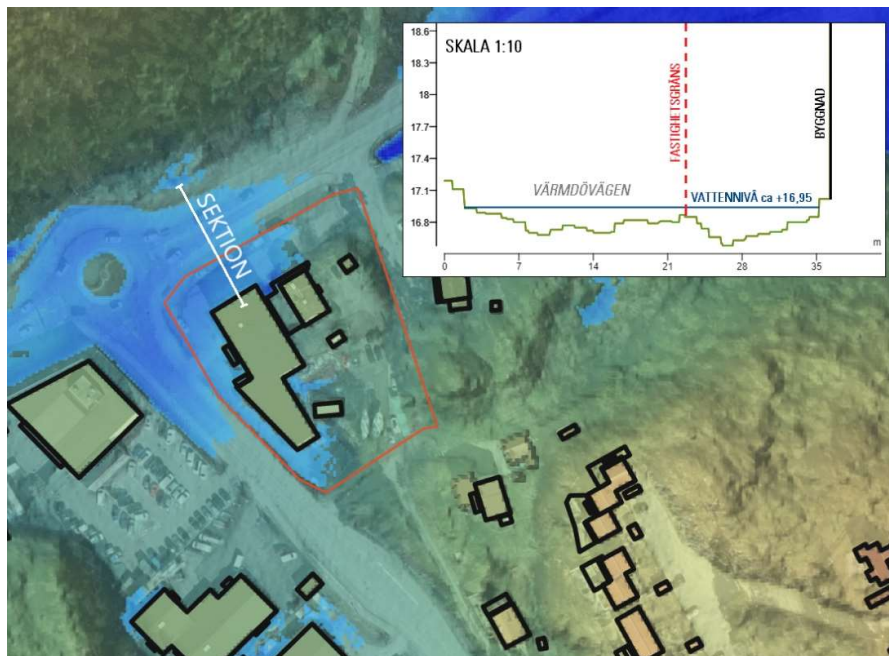 SEKTION
SKALA 1:10
18.6
18.3
18
17.7
17.4
17.1
16.8
FASTIGHETSGRÄNS
BYGGNAD
VÄRMDÖVÄGEN
VATTENNIVÅ ca +16,95
m
0
7
14
21
28
35